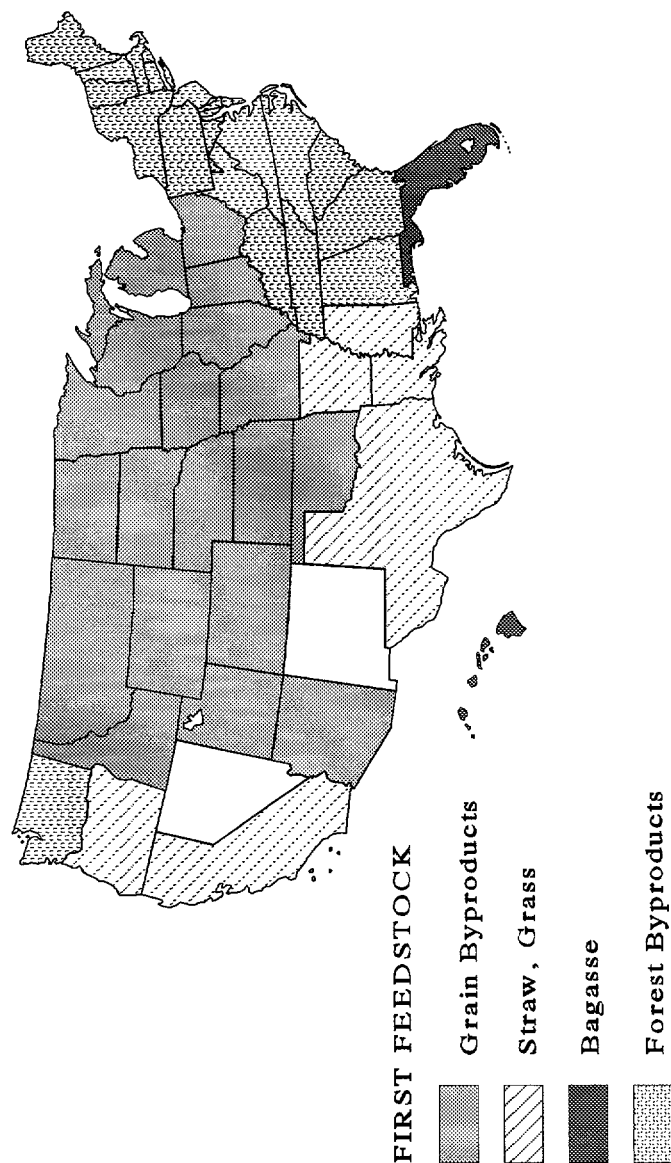 FIRST FEEDSTOCK
Grain Byproducts
Straw, Grass
Bagasse
Forest Byproducts